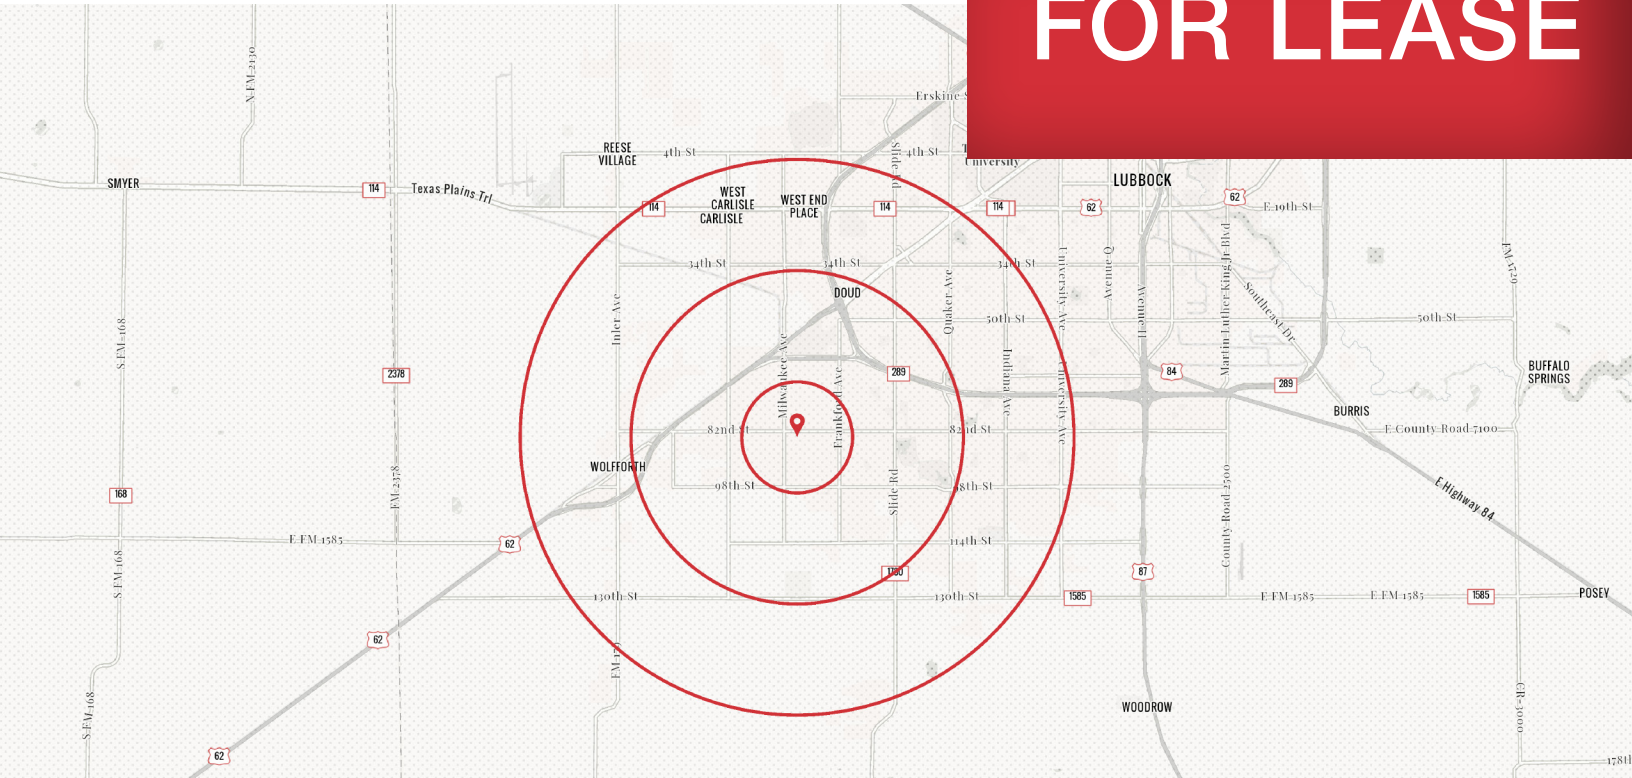 FOR LEASE
N FM 2130
Erskine
REESE
VILLAGE
4th St
4th St
Slide Rd
University
SMYER
114
Texas Plains Trl
WEST
CARLISLE
CARLISLE
WEST END
PLACE
LUBBOCK
114
114
114
62
62
E 19th St
34th St
34th St
34th St
University Ave
Avenue Q
Avenue H
Martin Luther King Jr Blvd
Southeast Dr
FM 1729
DOUD
Quaker Ave
Inler Ave
50th St
50th St
S FM 168
Milwaukee Ave
Frankford Ave
Indiana Ave
University Ave
2378
289
84
289
BUFFALO
SPRINGS
BURRIS
82nd St
82nd St
E County Road 7100
WOLFFORTH
FM 2378
98th St
98th St
Slide Rd
County Road 2500
E Highway 84
168
E FM 1585
62
114th St
S FM 168
87
130th St
130th St
1585
E FM 1585
E FM 1585
1585
POSEY
62
S FM 168
WOODROW
CR 3000
62
178th